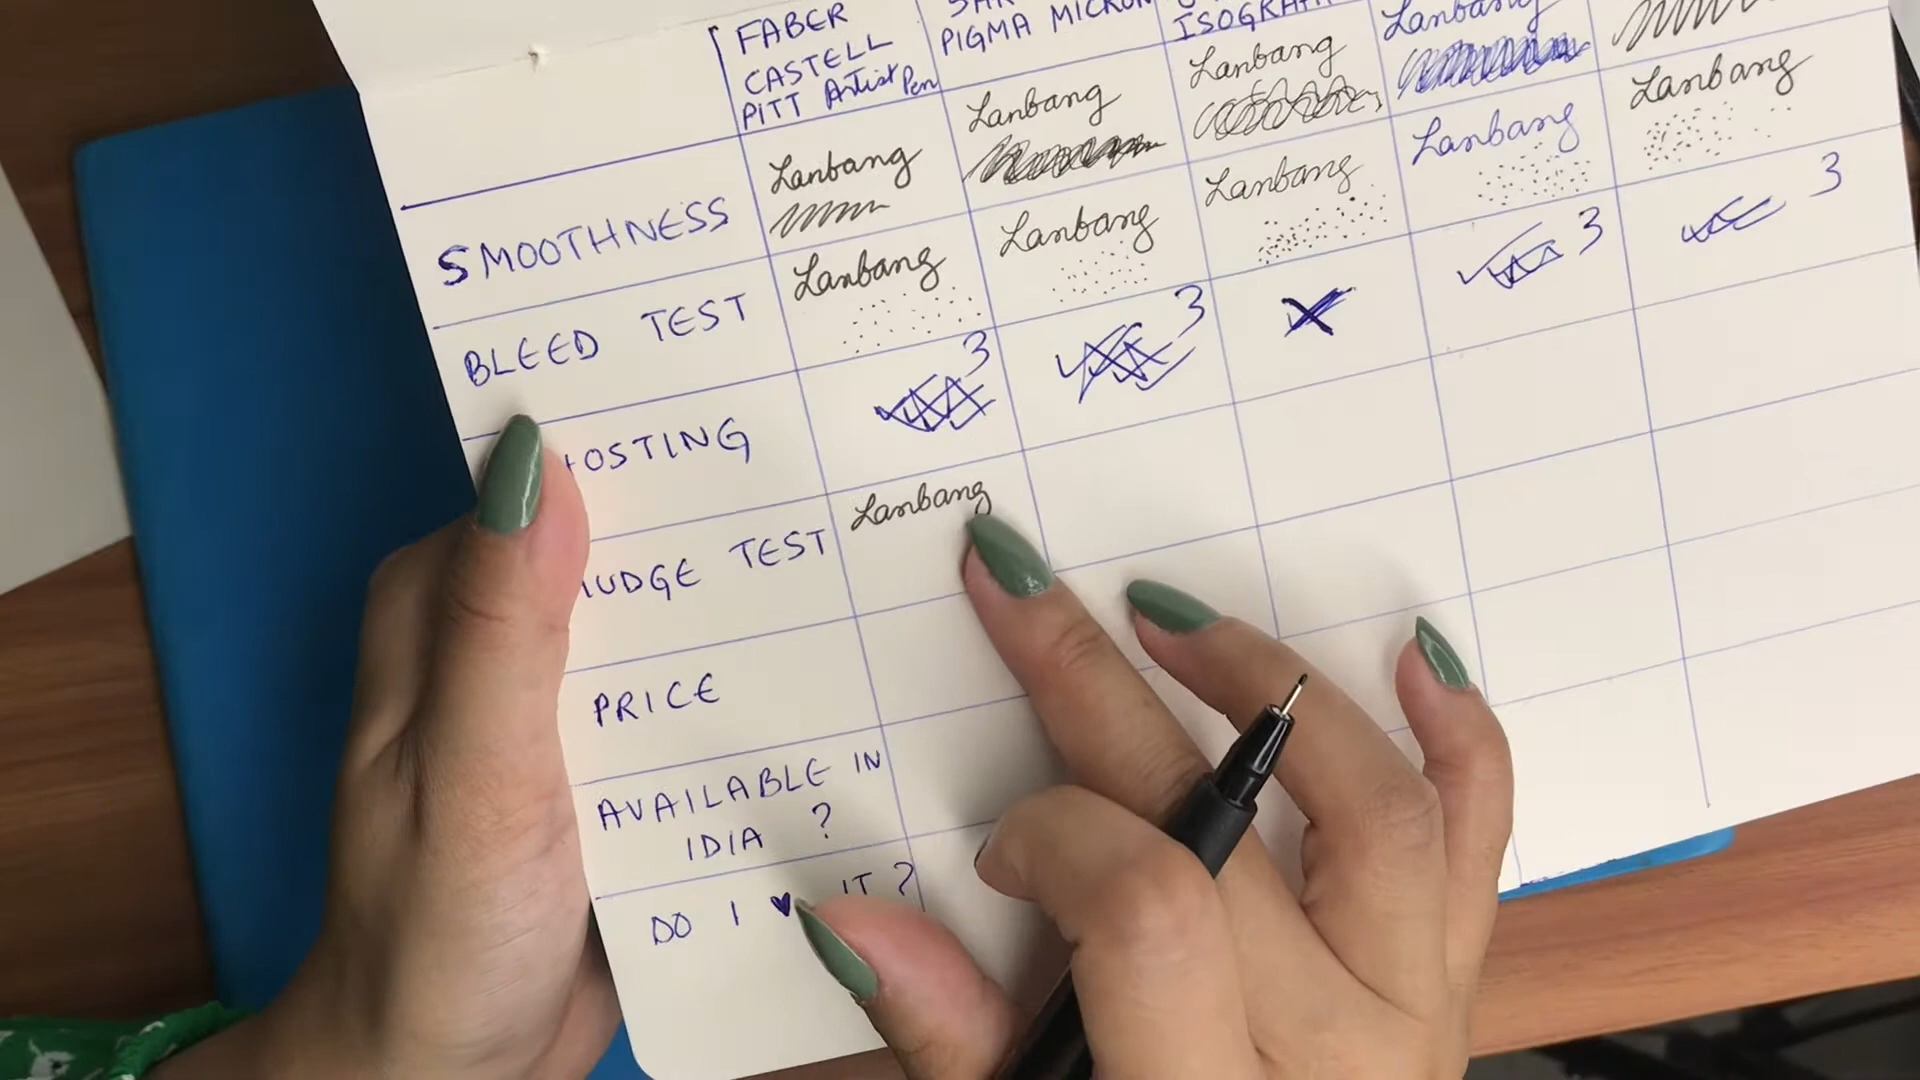 FABER
CASTELL
PITT Artist Pen
PIGMA MICRON
ISOGRAPH
Lanbang
SMOOTHNESS
Lanbang
Lanbang
Lanbang
BLEED TEST
Lanbang
Lanbang
Lanbang
Lanbang
Lanbang
OSTING
3
3
3
3
UDGE TEST
Lanbang
PRICE
AVAILABLE IN
IDIA ?
DO I ♥ IT ?